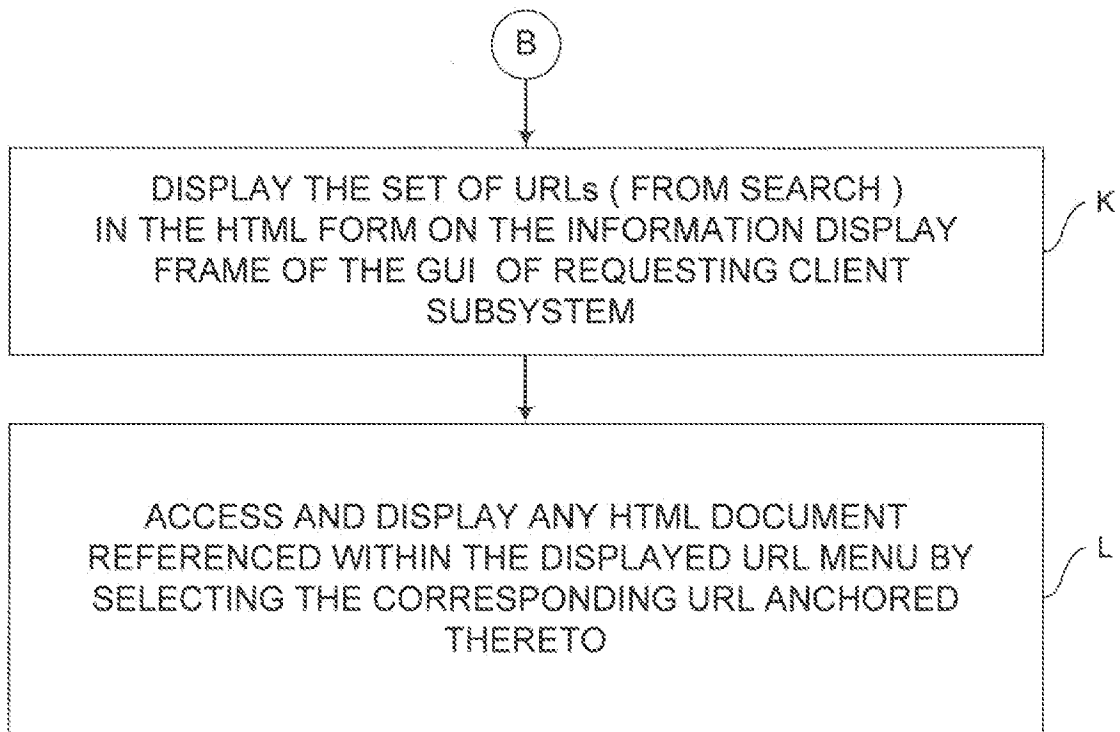 B
DISPLAY THE SET OF URLs ( FROM SEARCH )
IN THE HTML FORM ON THE INFORMATION DISPLAY
FRAME OF THE GUI OF REQUESTING CLIENT
SUBSYSTEM
K
ACCESS AND DISPLAY ANY HTML DOCUMENT
REFERENCED WITHIN THE DISPLAYED URL MENU BY
SELECTING THE CORRESPONDING URL ANCHORED
THERETO
L